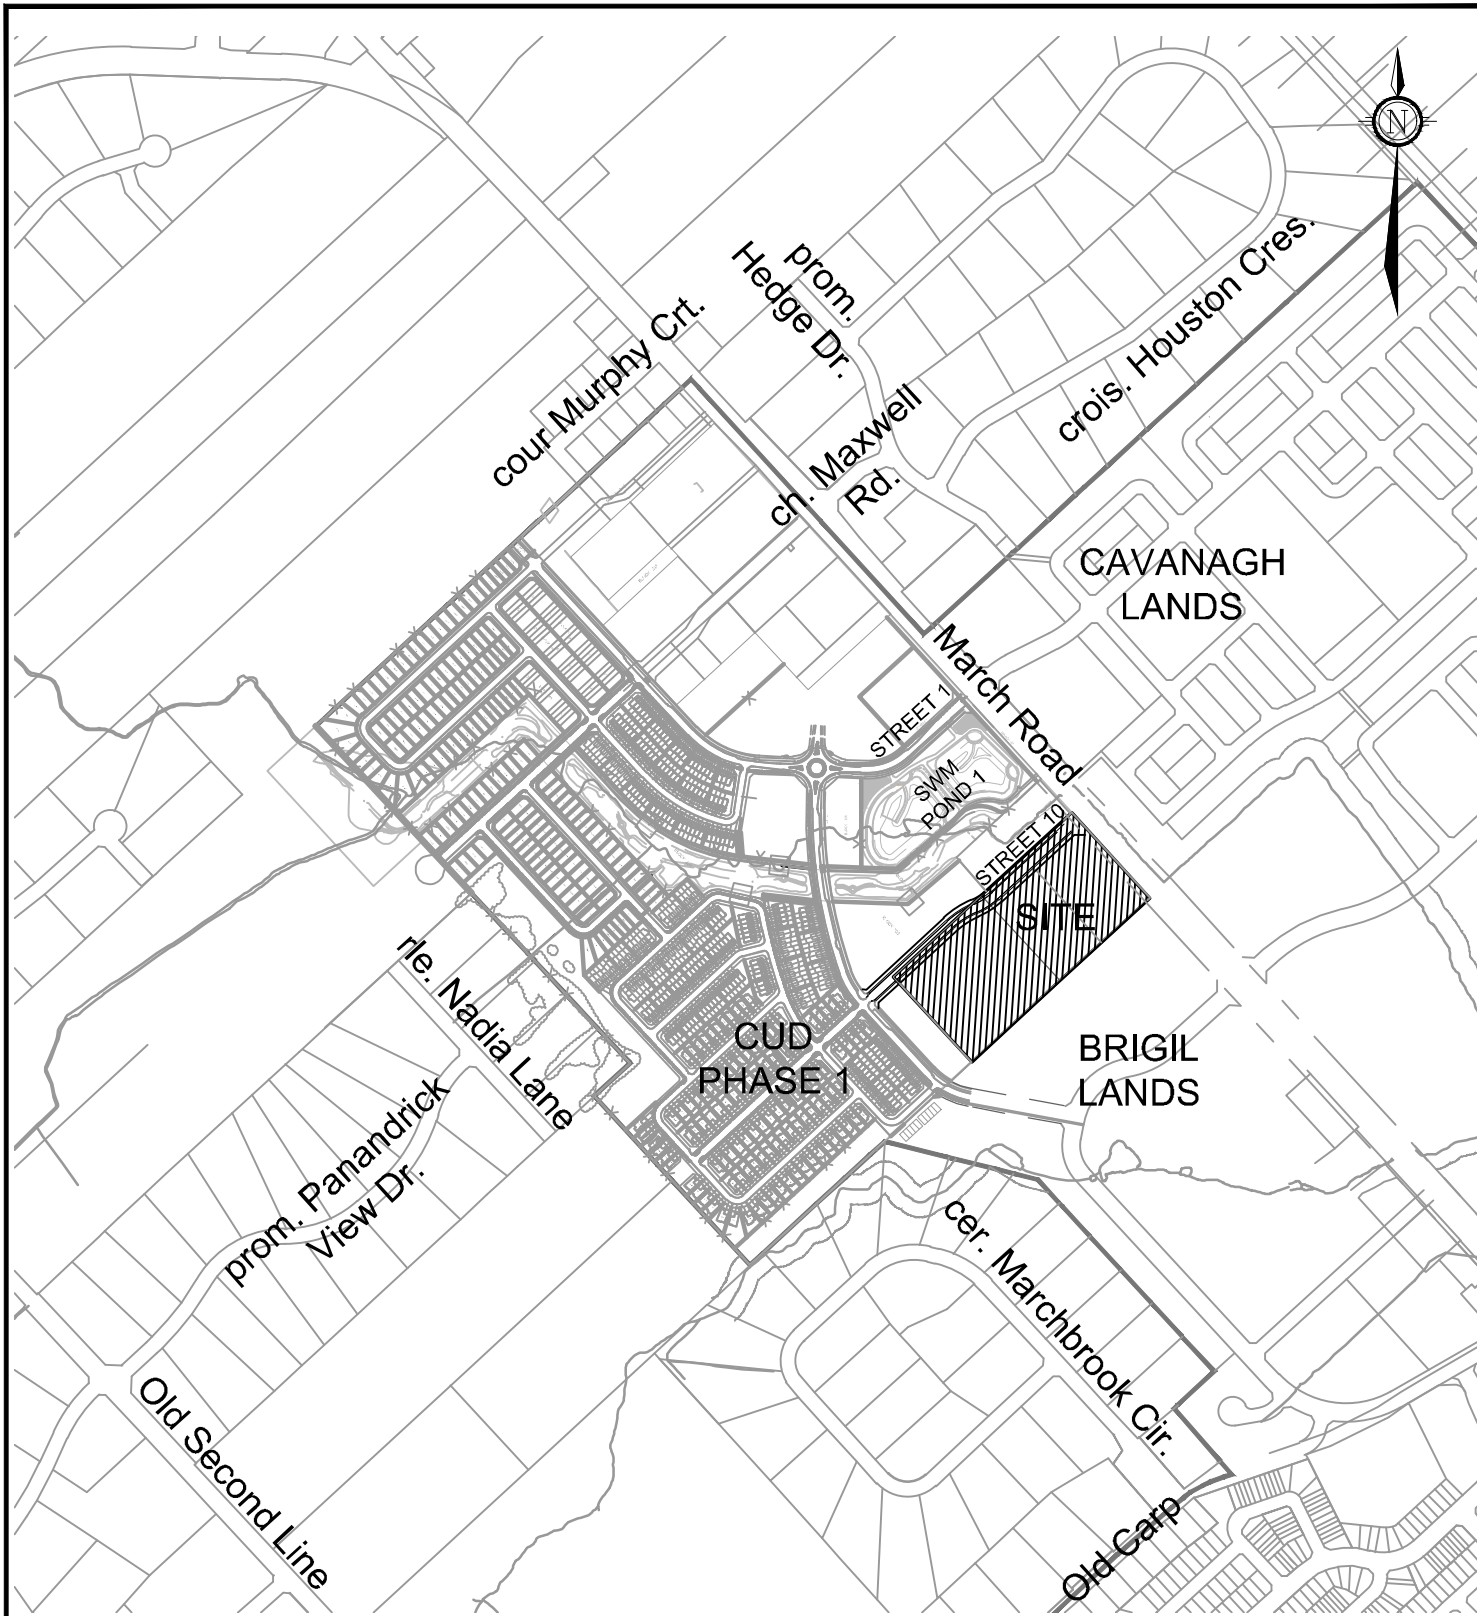 N
prom.
Hedge Dr.
crois. Houston Cres.
cour Murphy Crt.
ch. Maxwell
Rd.
CAVANAGH
LANDS
March Road
STREET 1
SWM
POND 1
STREET 10
SITE
rle. Nadia Lane
CUD
PHASE 1
BRIGIL
LANDS
prom. Panandrick
View Dr.
cer. Marchbrook Cir.
Old Second Line
Old Carp